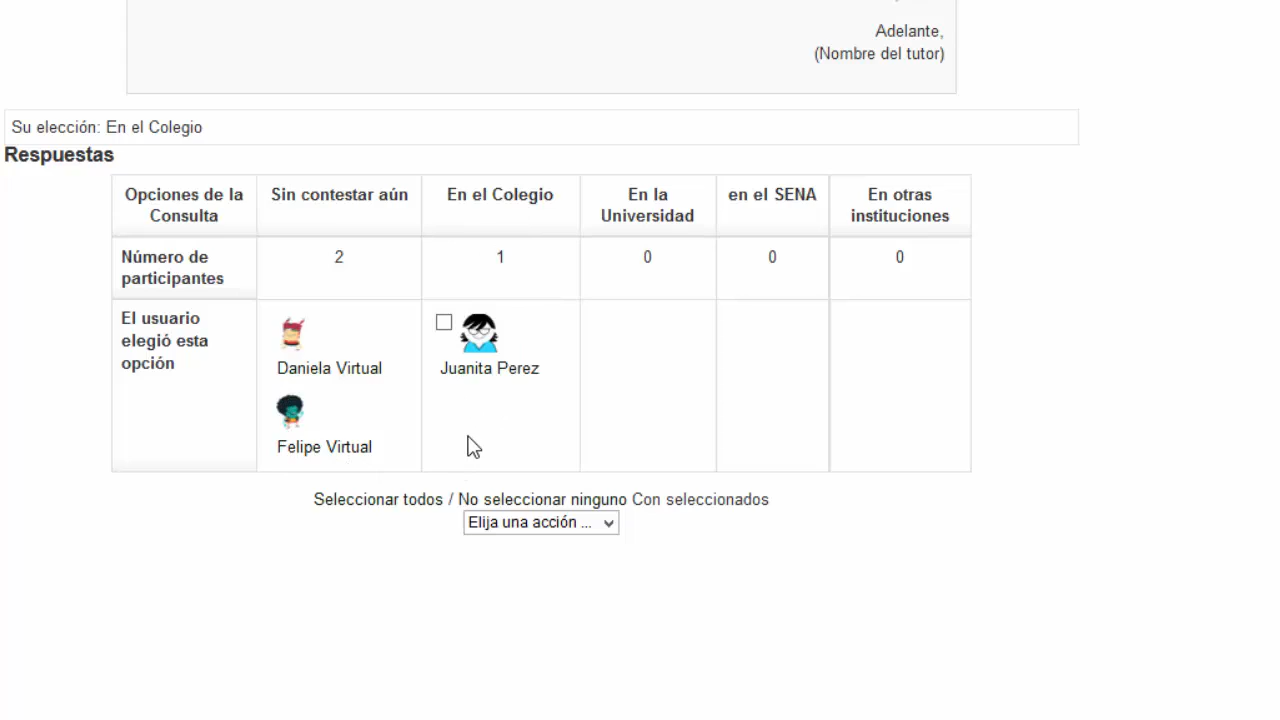 Adelante,
(Nombre del tutor)
Su elección: En el Colegio
Respuestas
Opciones de la
Consulta
Sin contestar aún
En el Colegio
En la
Universidad
en el SENA
En otras
instituciones
Número de
participantes
2
1
0
0
0
El usuario
elegió esta
opción
Daniela Virtual
Felipe Virtual
Juanita Perez
Seleccionar todos / No seleccionar ninguno Con seleccionados
Elija una acción ...